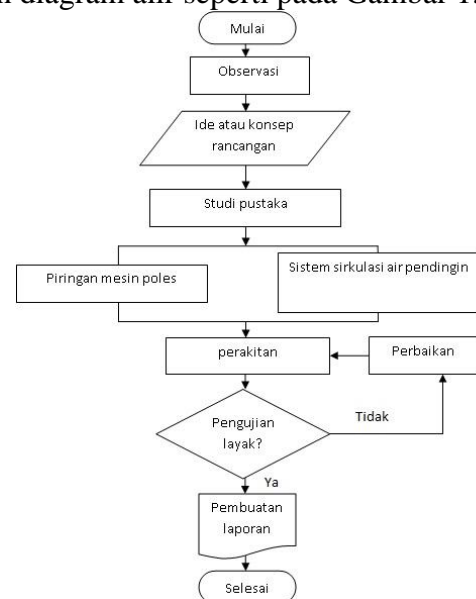 diagram alir seperti pada Gambar
Mulai
Observasi
Ide atau konsep
rancangan
Studi pustaka
Piringan mesin poles
Sistem sirkulasi air pendingin
perakitan
Perbaikan
Pengujian
layak?
Tidak
Ya
Pembuatan
laporan
Selesai